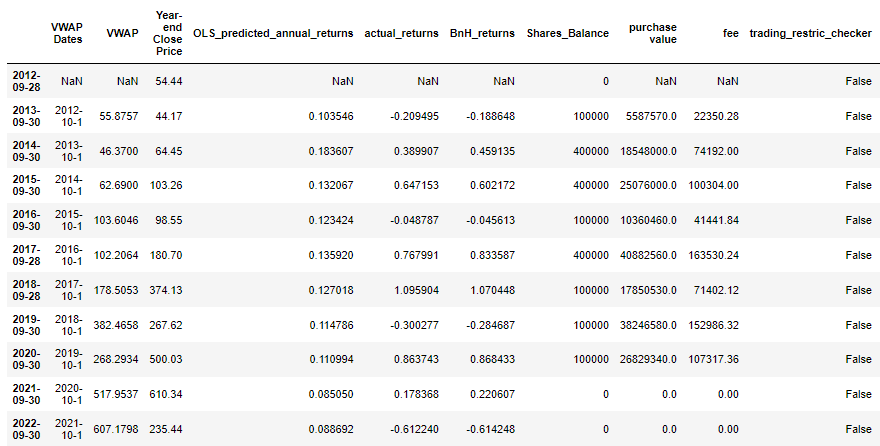 VWAP Dates VWAP Year-end Close Price OLS_predicted_annual_returns actual_returns BnH_returns Shares_Balance purchase value fee trading_restric_checker
2012-09-28 NaN NaN 54.44 NaN NaN NaN 0 NaN NaN False
2013-09-30 2012-10-1 55.8757 44.17 0.103546 -0.209495 -0.188648 100000 5587570.0 22350.28 False
2014-09-30 2013-10-1 46.3700 64.45 0.183607 0.389907 0.459135 400000 18548000.0 74192.00 False
2015-09-30 2014-10-1 62.6900 103.26 0.132067 0.647153 0.602172 400000 25076000.0 100304.00 False
2016-09-30 2015-10-1 103.6046 98.55 0.123424 -0.048787 -0.045613 100000 10360460.0 41441.84 False
2017-09-28 2016-10-1 102.2064 180.70 0.135920 0.767991 0.833587 400000 40882560.0 163530.24 False
2018-09-28 2017-10-1 178.5053 374.13 0.127018 1.095904 1.070448 100000 17850530.0 71402.12 False
2019-09-30 2018-10-1 382.4658 267.62 0.114786 -0.300277 -0.284687 100000 38246580.0 152986.32 False
2020-09-30 2019-10-1 268.2934 500.03 0.110994 0.863743 0.868433 100000 26829340.0 107317.36 False
2021-09-30 2020-10-1 517.9537 610.34 0.085050 0.178368 0.220607 0 0.0 0.00 False
2022-09-30 2021-10-1 607.1798 235.44 0.088692 -0.612240 -0.614248 0 0.0 0.00 False